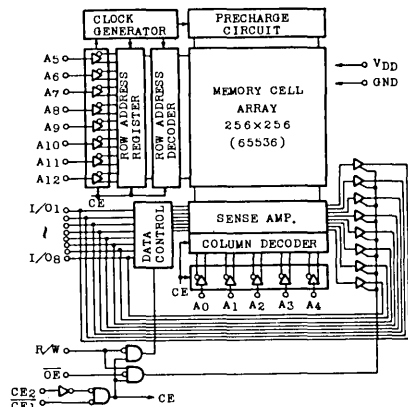 CLOCK GENERATOR
PRECHARGE CIRCUIT
A5
A6
A7
A8
A9
A10
A11
A12
ROW ADDRESS REGISTER
ROW ADDRESS DECODER
MEMORY CELL
ARRAY
256×256
(65536)
VDD
GND
CE
I/O1
~
I/O8
DATA CONTROL
SENSE AMP.
COLUMN DECODER
CE
A0 A1 A2 A3 A4
R/W
OE
CE2
CE1
CE